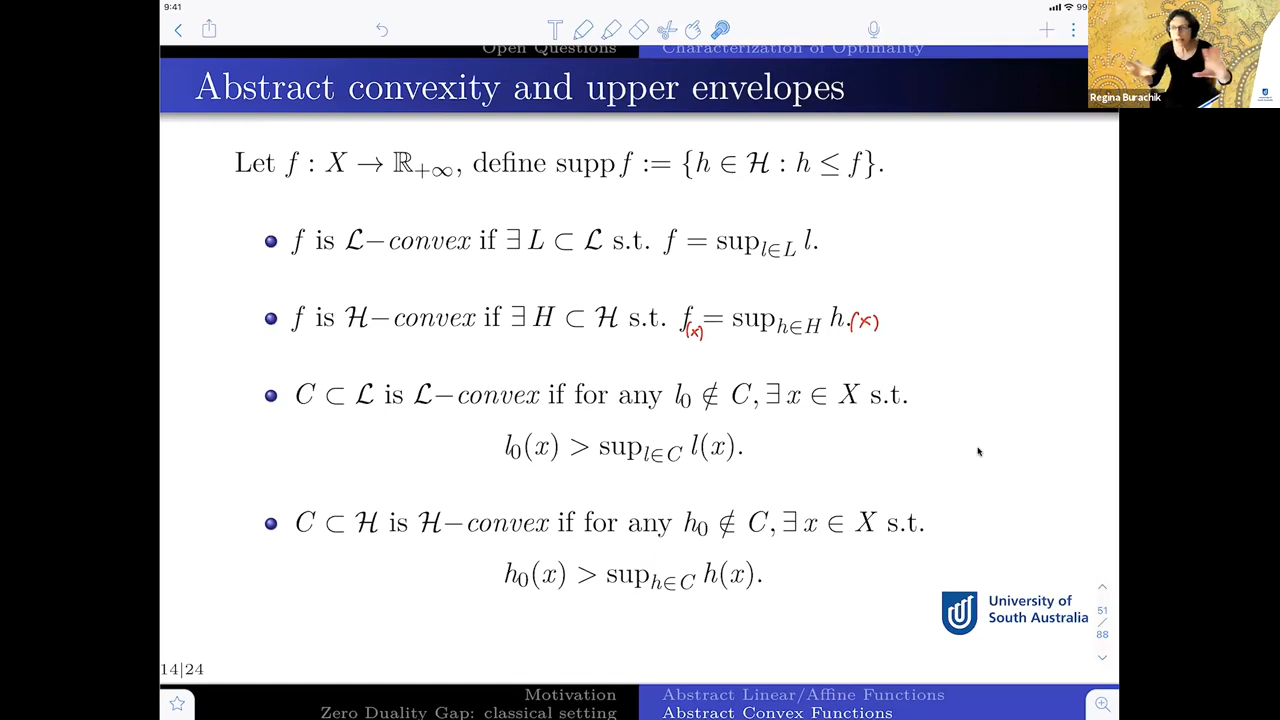 9:41
99
Open Questions Characterization of Optimality
Abstract convexity and upper envelopes
Regina Burachik
Let f : X → ℝ₊∞, define supp f := {h ∈ ℋ : h ≤ f}.
f is ℒ−convex if ∃ L ⊂ ℒ s.t. f = sup_{l∈L} l.
f is ℋ−convex if ∃ H ⊂ ℋ s.t. f(x) = sup_{h∈H} h.(x)
C ⊂ ℒ is ℒ−convex if for any l₀ ∉ C, ∃ x ∈ X s.t.
l₀(x) > sup_{l∈C} l(x).
C ⊂ ℋ is ℋ−convex if for any h₀ ∉ C, ∃ x ∈ X s.t.
h₀(x) > sup_{h∈C} h(x).
University of
South Australia
51
/
88
14|24
Motivation Abstract Linear/Affine Functions
Zero Duality Gap: classical setting Abstract Convex Functions